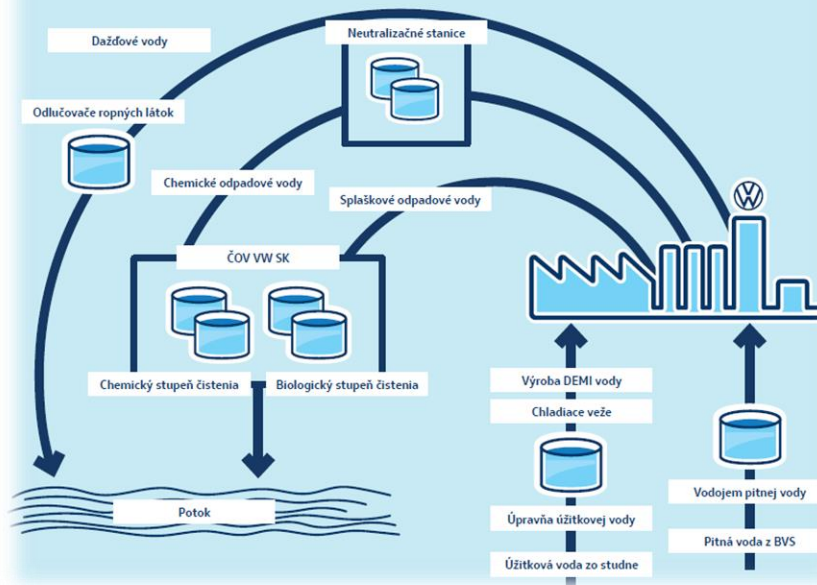 Neutralizačné stanice
Dažďové vody
Odlučovače ropných látok
Chemické odpadové vody
Splaškové odpadové vody
ČOV VW SK
Chemický stupeň čistenia
Biologický stupeň čistenia
Potok
Výroba DEMI vody
Chladiace veže
Úpravňa úžitkovej vody
Úžitková voda zo studne
Vodojem pitnej vody
Pitná voda z BVS
VW